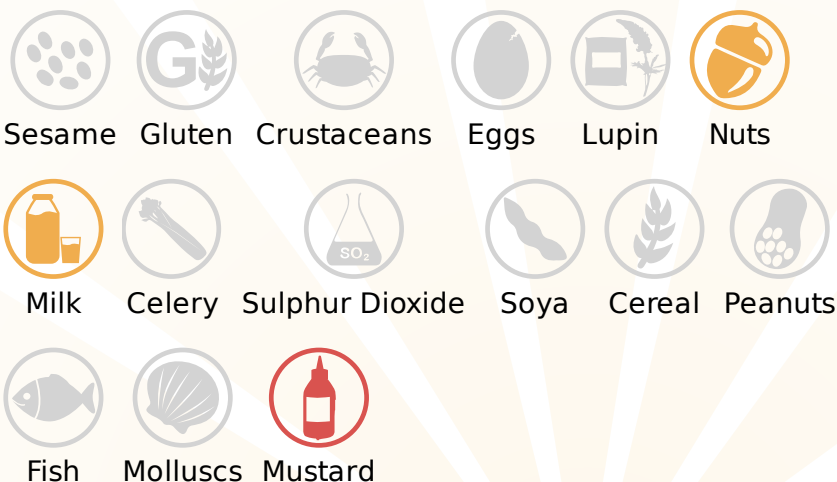 G
Sesame Gluten Crustaceans Eggs Lupin Nuts
SO₂
Milk Celery Sulphur Dioxide Soya Cereal Peanuts
Fish Molluscs Mustard